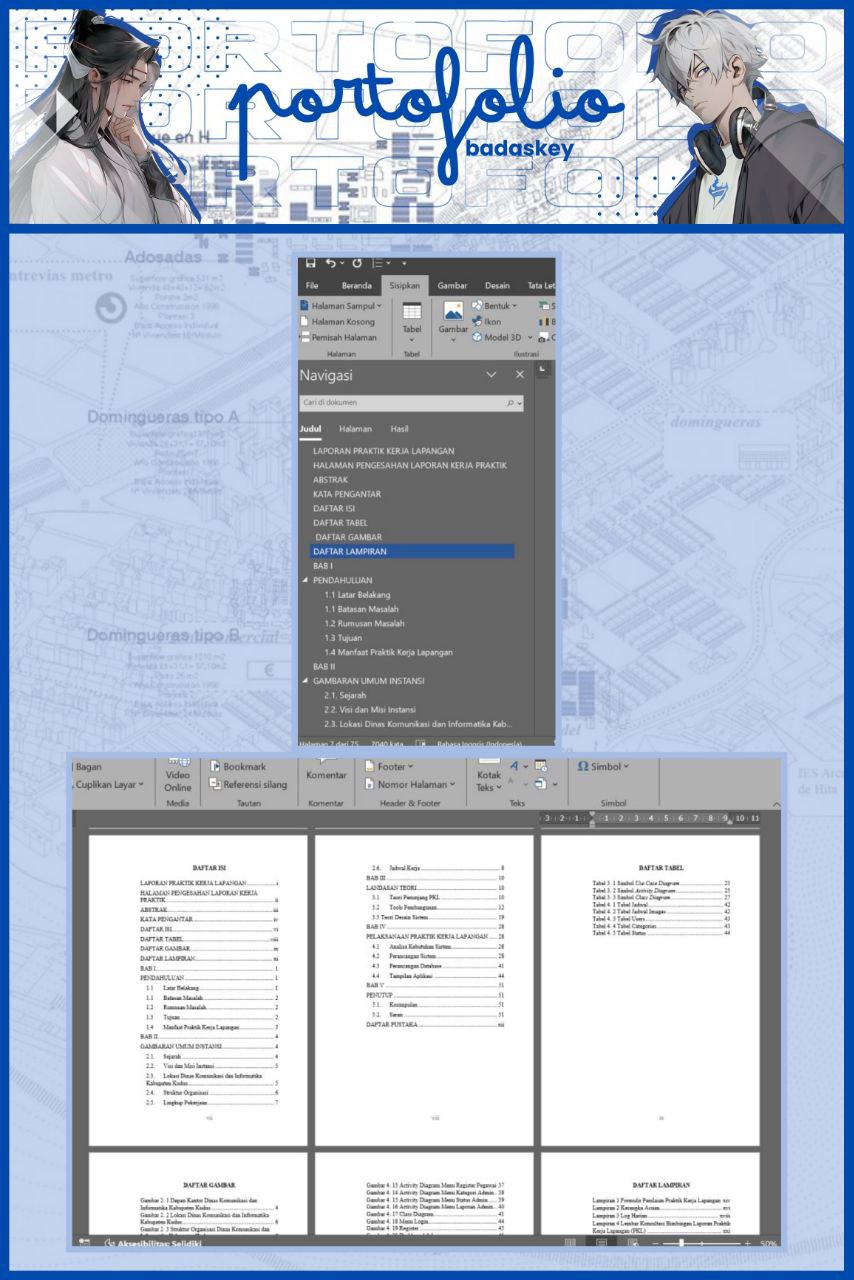 portofolio
badaskey
ue en H
Adosadas
ntrevias metro
Domingueras tipo A
domingueras
Domingueras tipo B
File Beranda Sisipkan Gambar Desain Tata Let
Halaman Sampul
Halaman Kosong
Pemisah Halaman
Halaman
Tabel
Tabel
Gambar
Bentuk
Ikon
Model 3D
Ilustrasi
Navigasi
Cari di dokumen
Judul Halaman Hasil
LAPORAN PRAKTIK KERJA LAPANGAN
HALAMAN PENGESAHAN LAPORAN KERJA PRAKTIK
ABSTRAK
KATA PENGANTAR
DAFTAR ISI
DAFTAR TABEL
DAFTAR GAMBAR
DAFTAR LAMPIRAN
BAB I
PENDAHULUAN
1.1 Latar Belakang
1.1 Batasan Masalah
1.2 Rumusan Masalah
1.3 Tujuan
1.4 Manfaat Praktik Kerja Lapangan
BAB II
GAMBARAN UMUM INSTANSI
2.1. Sejarah
2.2. Visi dan Misi Instansi
2.3. Lokasi Dinas Komunikasi dan Informatika Kab...
Halaman 7 dari 75 7040 kata Bahasa Inggris (Indonesia)
Bagan
Cuplikan Layar
Video
Online
Media
Bookmark
Referensi silang
Tautan
Komentar
Komentar
Footer
Nomor Halaman
Header & Footer
Kotak
Teks
Teks
Simbol
Simbol
DAFTAR ISI
LAPORAN PRAKTIK KERJA LAPANGAN i
HALAMAN PENGESAHAN LAPORAN KERJA
PRAKTIK ii
ABSTRAK iii
KATA PENGANTAR iv
DAFTAR ISI vi
DAFTAR TABEL viii
DAFTAR GAMBAR ix
DAFTAR LAMPIRAN xi
BAB I 1
PENDAHULUAN 1
1.1 Latar Belakang 1
1.1 Batasan Masalah 2
1.2 Rumusan Masalah 2
1.3 Tujuan 2
1.4 Manfaat Praktik Kerja Lapangan 3
BAB II 4
GAMBARAN UMUM INSTANSI 4
2.1. Sejarah 4
2.2. Visi dan Misi Instansi 5
2.3. Lokasi Dinas Komunikasi dan Informatika
Kabupaten Kudus 5
2.4. Struktur Organisasi 6
2.5. Lingkup Pekerjaan 7
vii
2.6. Jadwal Kerja 8
BAB III 10
LANDASAN TEORI 10
3.1 Teori Penunjang PKL 10
3.2 Tools Pembangunan 12
3.3 Teori Desain Sistem 19
BAB IV 28
PELAKSANAAN PRAKTIK KERJA LAPANGAN 28
4.1 Analisa Kebutuhan Sistem 28
4.2 Perancangan Sistem 28
4.3 Perancangan Database 41
4.4 Tampilan Aplikasi 44
BAB V 51
PENUTUP 51
5.1. Kesimpulan 51
5.2. Saran 51
DAFTAR PUSTAKA xii
viii
DAFTAR TABEL
Tabel 3. 1 Simbol Use Case Diagram 23
Tabel 3. 2 Simbol Activity Diagram 25
Tabel 3. 3 Simbol Class Diagram 27
Tabel 4. 1 Tabel Jadwal 42
Tabel 4. 2 Tabel Jadwal Images 42
Tabel 4. 3 Tabel Users 43
Tabel 4. 4 Tabel Categories 43
Tabel 4. 5 Tabel Status 44
ix
DAFTAR GAMBAR
Gambar 2. 1 Depan Kantor Dinas Komunikasi dan
Informatika Kabupaten Kudus 4
Gambar 2. 2 Lokasi Dinas Komunikasi dan Informatika
Kabupaten Kudus 6
Gambar 2. 3 Struktur Organisasi Dinas Komunikasi dan
Gambar 4. 13 Activity Diagram Menu Register Pegawai 37
Gambar 4. 14 Activity Diagram Menu Kategori Admin 38
Gambar 4. 15 Activity Diagram Menu Status Admin 39
Gambar 4. 16 Activity Diagram Menu Laporan Admin 40
Gambar 4. 17 Class Diagram 41
Gambar 4. 18 Menu Login 44
Gambar 4. 19 Register 45
DAFTAR LAMPIRAN
Lampiran 1 Formulir Penilaian Praktik Kerja Lapangan xiv
Lampiran 2 Kerangka Acuan xvi
Lampiran 3 Log Harian xviii
Lampiran 4 Lembar Konsultasi Bimbingan Laporan Praktik
Kerja Lapangan (PKL)
Aksesibilitas: Selidiki
50%